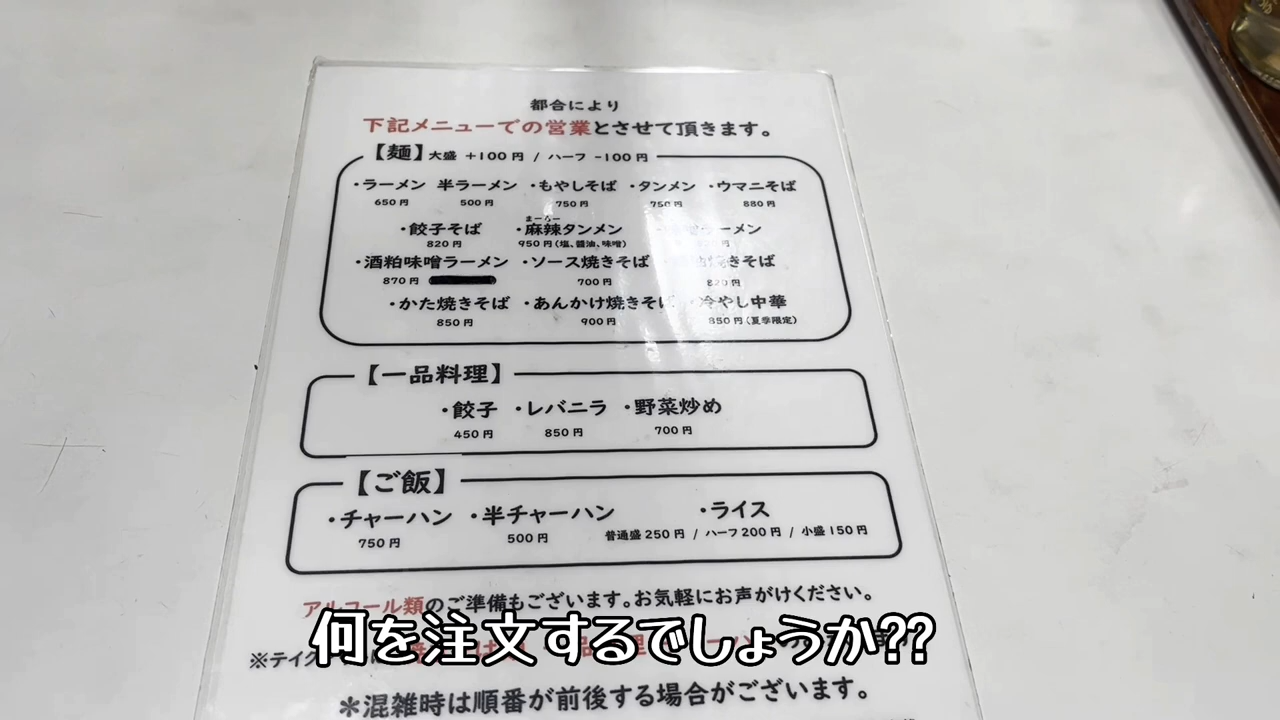 都合により
下記メニューでの営業とさせて頂きます。
【麺】大盛 +100円 / ハーフ -100円
・ラーメン 半ラーメン ・もやしそば ・タンメン ・ウマニそば
650円 500円 750円 750円 880円
・餃子そば ・麻辣タンメン ラーメン
820円 950円(塩、醤油、味噌) 円
・酒粕味噌ラーメン ・ソース焼きそば 焼きそば
870円 700円 820円
・かた焼きそば ・あんかけ焼きそば ・冷やし中華
850円 900円 850円(夏季限定)
【一品料理】
・餃子 ・レバニラ ・野菜炒め
450円 850円 700円
【ご飯】
・チャーハン ・半チャーハン ・ライス
750円 500円 普通盛250円 / ハーフ200円 / 小盛150円
アルコール類のご準備もございます。お気軽にお声がけください。
何を注文するでしょうか??
※テイク
＊混雑時は順番が前後する場合がございます。